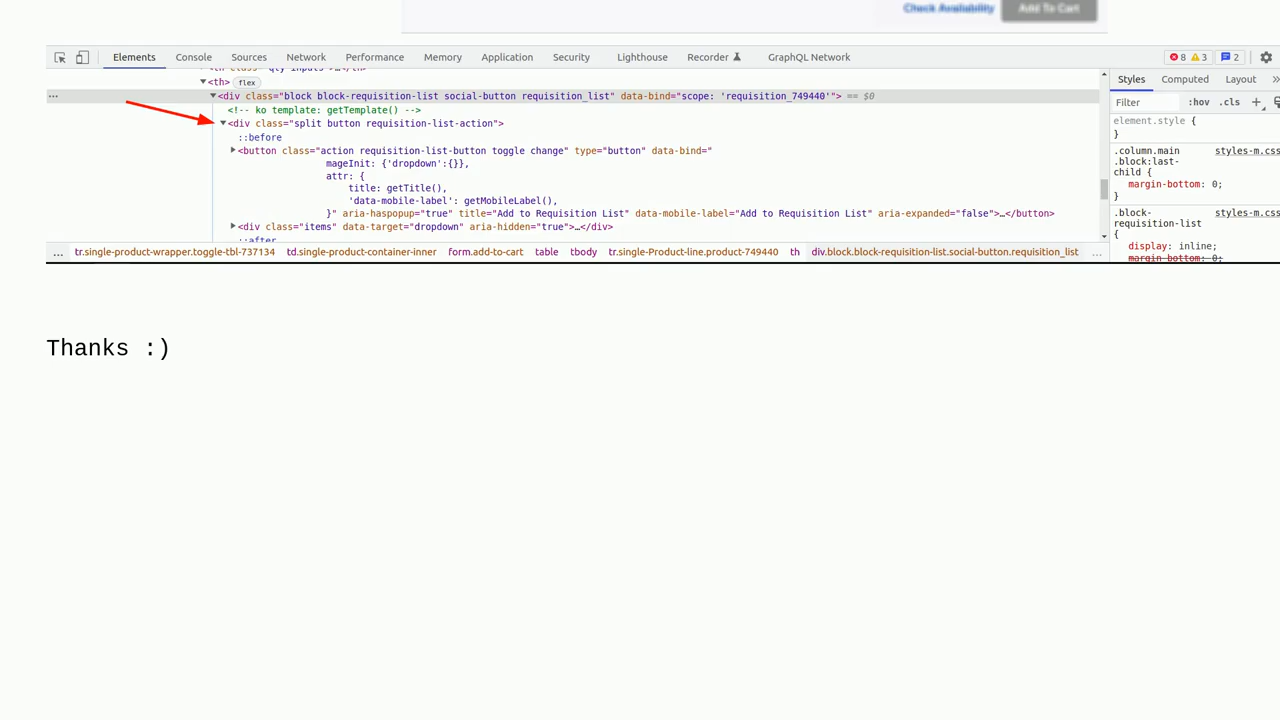 Check Availability Add To Cart
Elements Console Sources Network Performance Memory Application Security Lighthouse Recorder GraphQL Network 8 3 2
<th> flex
<div class="block block-requisition-list social-button requisition_list" data-bind="scope: 'requisition_749440'"> == $0
<!-- ko template: getTemplate() -->
<div class="split button requisition-list-action">
::before
<button class="action requisition-list-button toggle change" type="button" data-bind="
mageInit: {'dropdown':{}},
attr: {
title: getTitle(),
'data-mobile-label': getMobileLabel(),
}" aria-haspopup="true" title="Add to Requisition List" data-mobile-label="Add to Requisition List" aria-expanded="false">…</button>
<div class="items" data-target="dropdown" aria-hidden="true">…</div>
::after
... tr.single-product-wrapper.toggle-tbl-737134 td.single-product-container-inner form.add-to-cart table tbody tr.single-Product-line.product-749440 th div.block.block-requisition-list.social-button.requisition_list ...
Styles Computed Layout
Filter :hov .cls
element.style {
}
.column.main styles-m.css
.block:last-
child {
margin-bottom: 0;
}
.block- styles-m.css
requisition-list
{
display: inline;
margin-bottom: 0;
Thanks :)